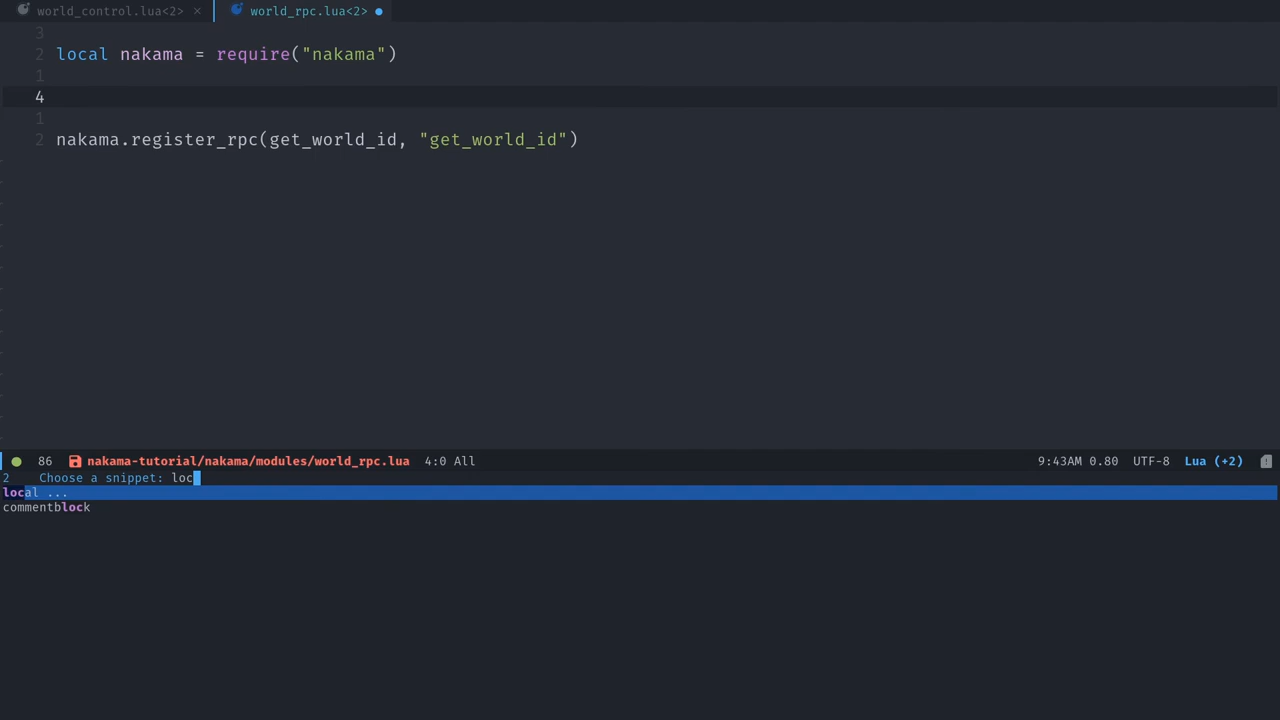 world_control.lua<2> × world_rpc.lua<2>
3
2 local nakama = require("nakama")
1
4
1
2 nakama.register_rpc(get_world_id, "get_world_id")
86 nakama-tutorial/nakama/modules/world_rpc.lua 4:0 All 9:43AM 0.80 UTF-8 Lua (+2)
2 Choose a snippet: loc
local ...
commentblock